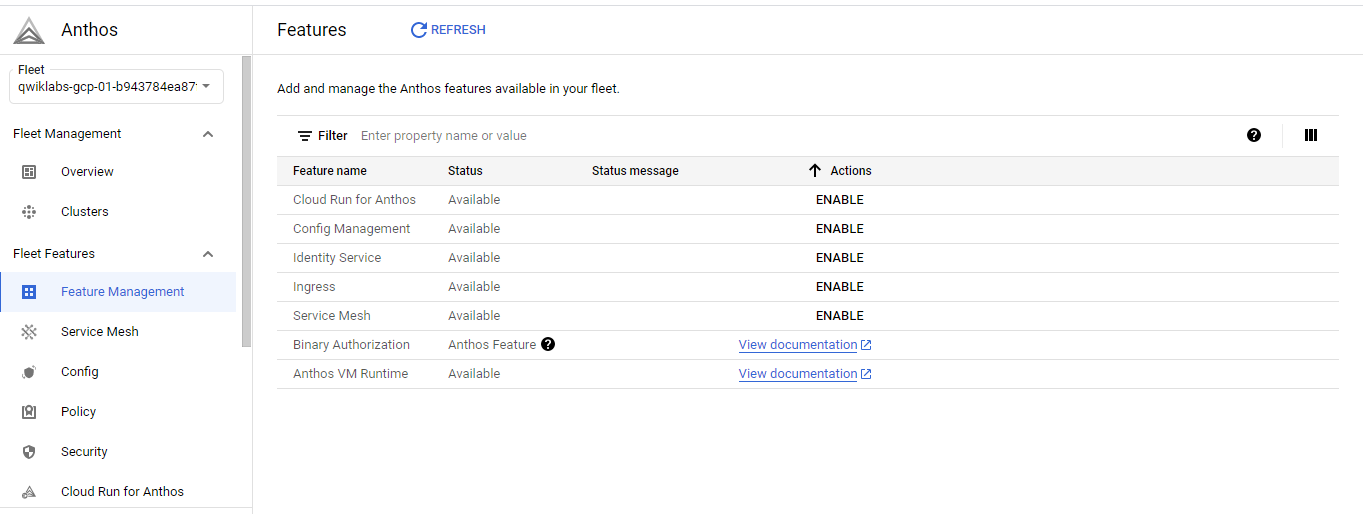 Anthos
Features
REFRESH
Fleet
qwiklabs-gcp-01-b943784ea87
Fleet Management
Overview
Clusters
Fleet Features
Feature Management
Service Mesh
Config
Policy
Security
Cloud Run for Anthos
Add and manage the Anthos features available in your fleet.
Filter Enter property name or value
Feature name Status Status message Actions
Cloud Run for Anthos Available ENABLE
Config Management Available ENABLE
Identity Service Available ENABLE
Ingress Available ENABLE
Service Mesh Available ENABLE
Binary Authorization Anthos Feature View documentation
Anthos VM Runtime Available View documentation